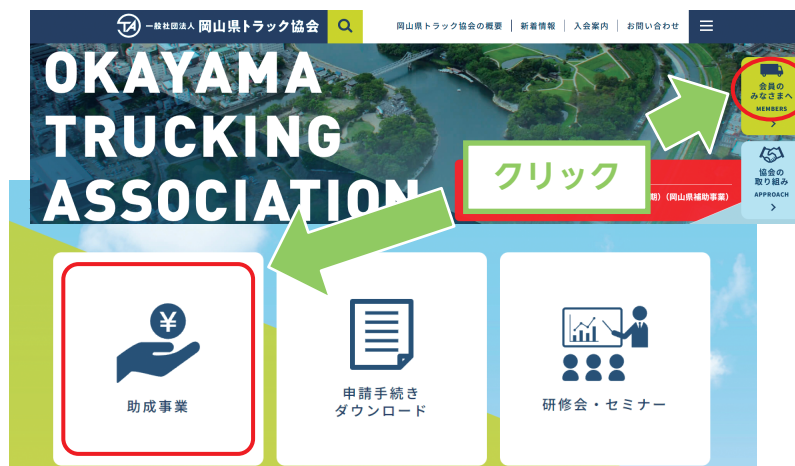 一般社団法人 岡山県トラック協会
岡山県トラック協会の概要 新着情報 入会案内 お問い合わせ
OKAYAMA
TRUCKING
ASSOCIATION
会員の
みなさまへ
MEMBERS
クリック
協会の
取り組み
APPROACH
期)(岡山県補助事業)
¥
助成事業
申請手続き
ダウンロード
研修会・セミナー